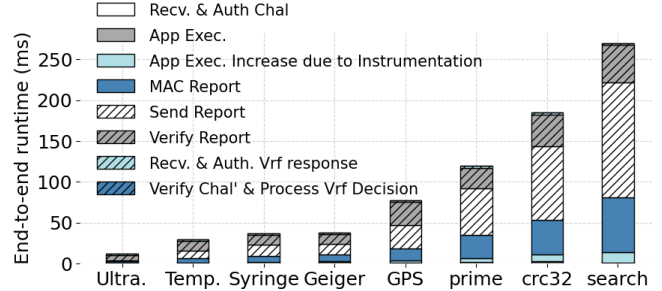 Recv. & Auth Chal
App Exec.
App Exec. Increase due to Instrumentation
MAC Report
Send Report
Verify Report
Recv. & Auth. Vrf response
Verify Chal' & Process Vrf Decision
End-to-end runtime (ms)
250
200
150
100
50
0
Ultra. Temp. Syringe Geiger GPS prime crc32 search